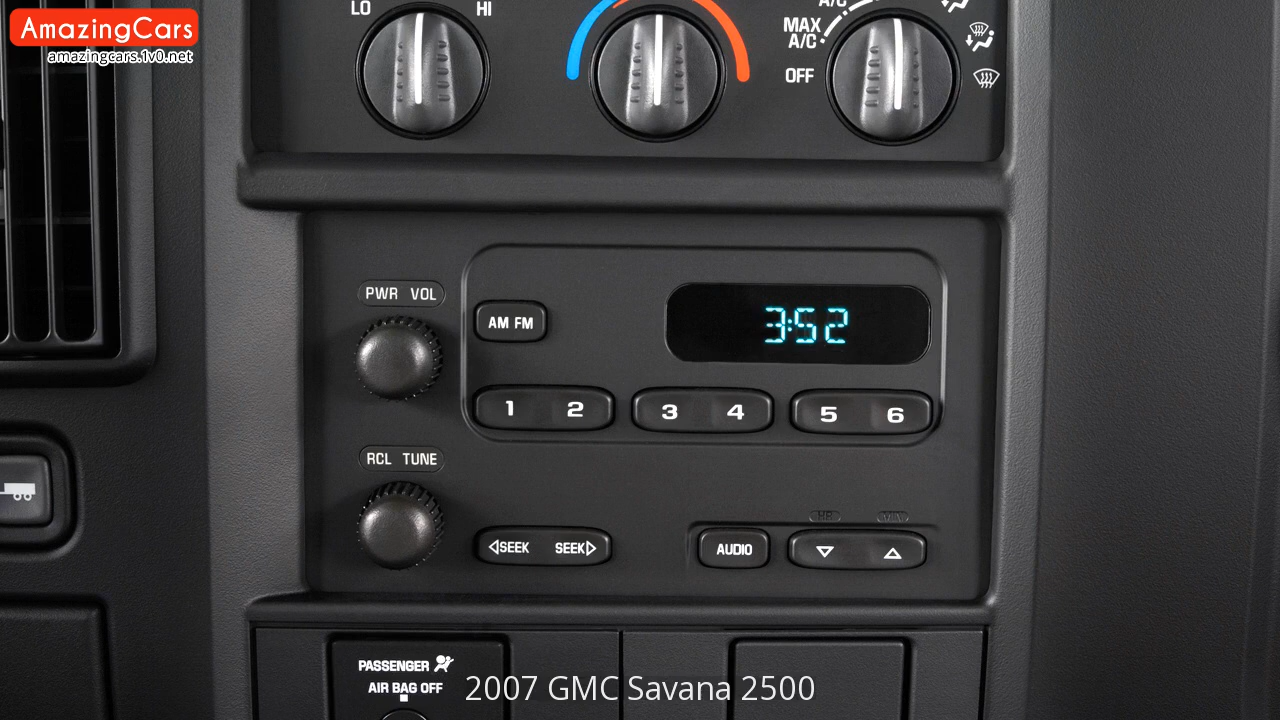 AmazingCars
amazingcars.1v0.net
LO HI
A/C
MAX
A/C
OFF
PWR VOL
AM FM
3:52
1 2 3 4 5 6
RCL TUNE
SEEK SEEK
AUDIO
PASSENGER
AIR BAG OFF
2007 GMC Savana 2500